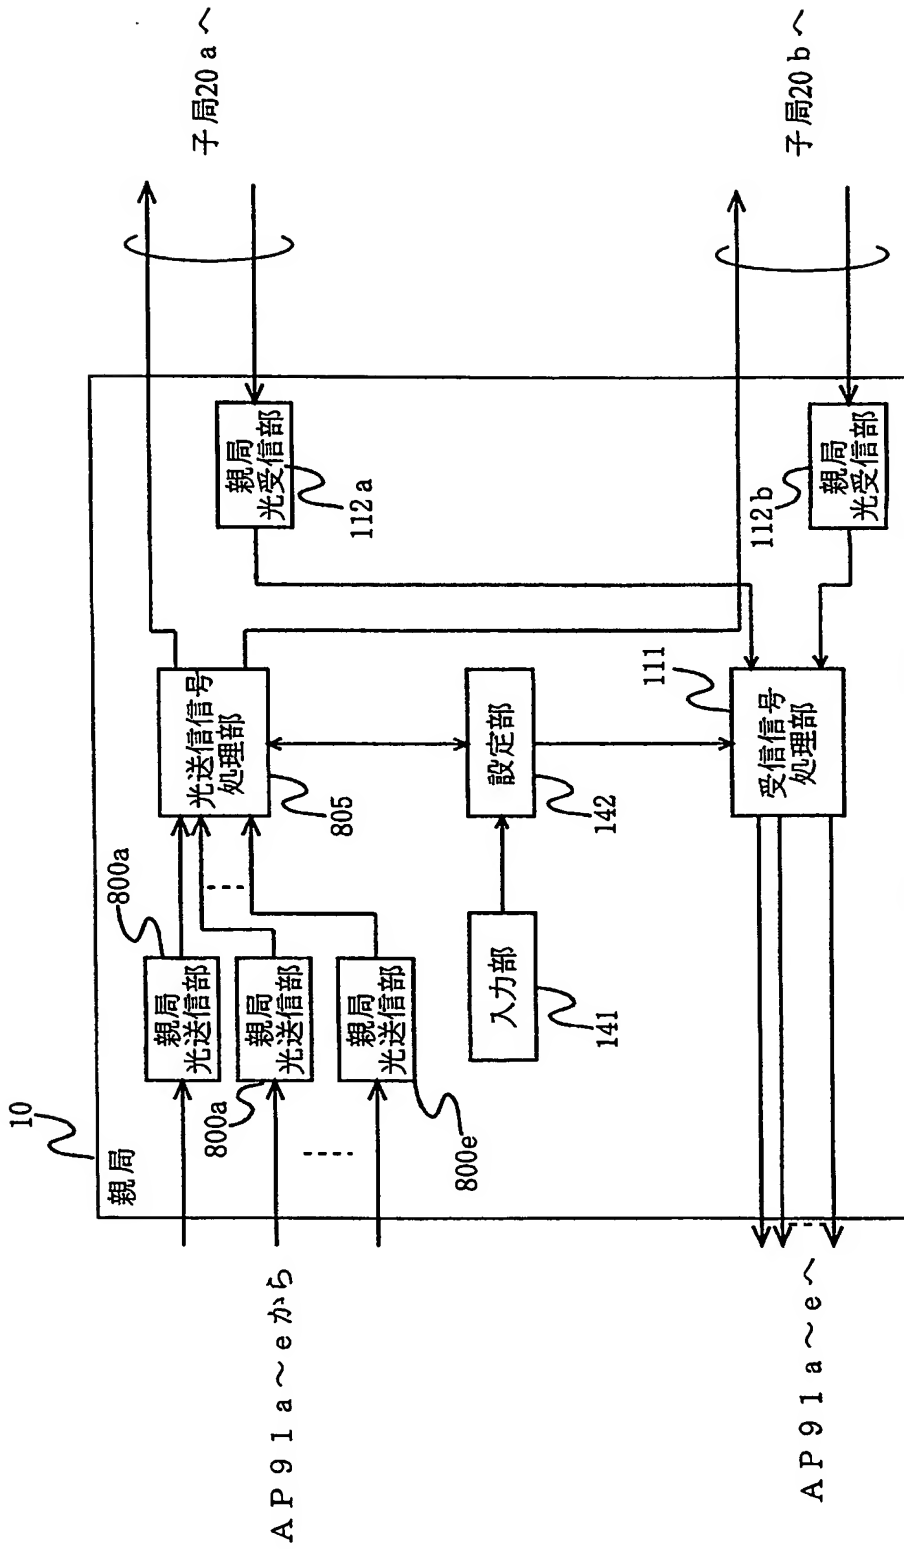 10
親局
AP91a～eから
800a
親局
光送信部
親局
光送信部
800a
親局
光送信部
800e
光送信信号
処理部
805
入力部
141
設定部
142
111
受信信号
処理部
親局
光受信部
112a
親局
光受信部
112b
子局20aへ
子局20bへ
AP91a～eへ